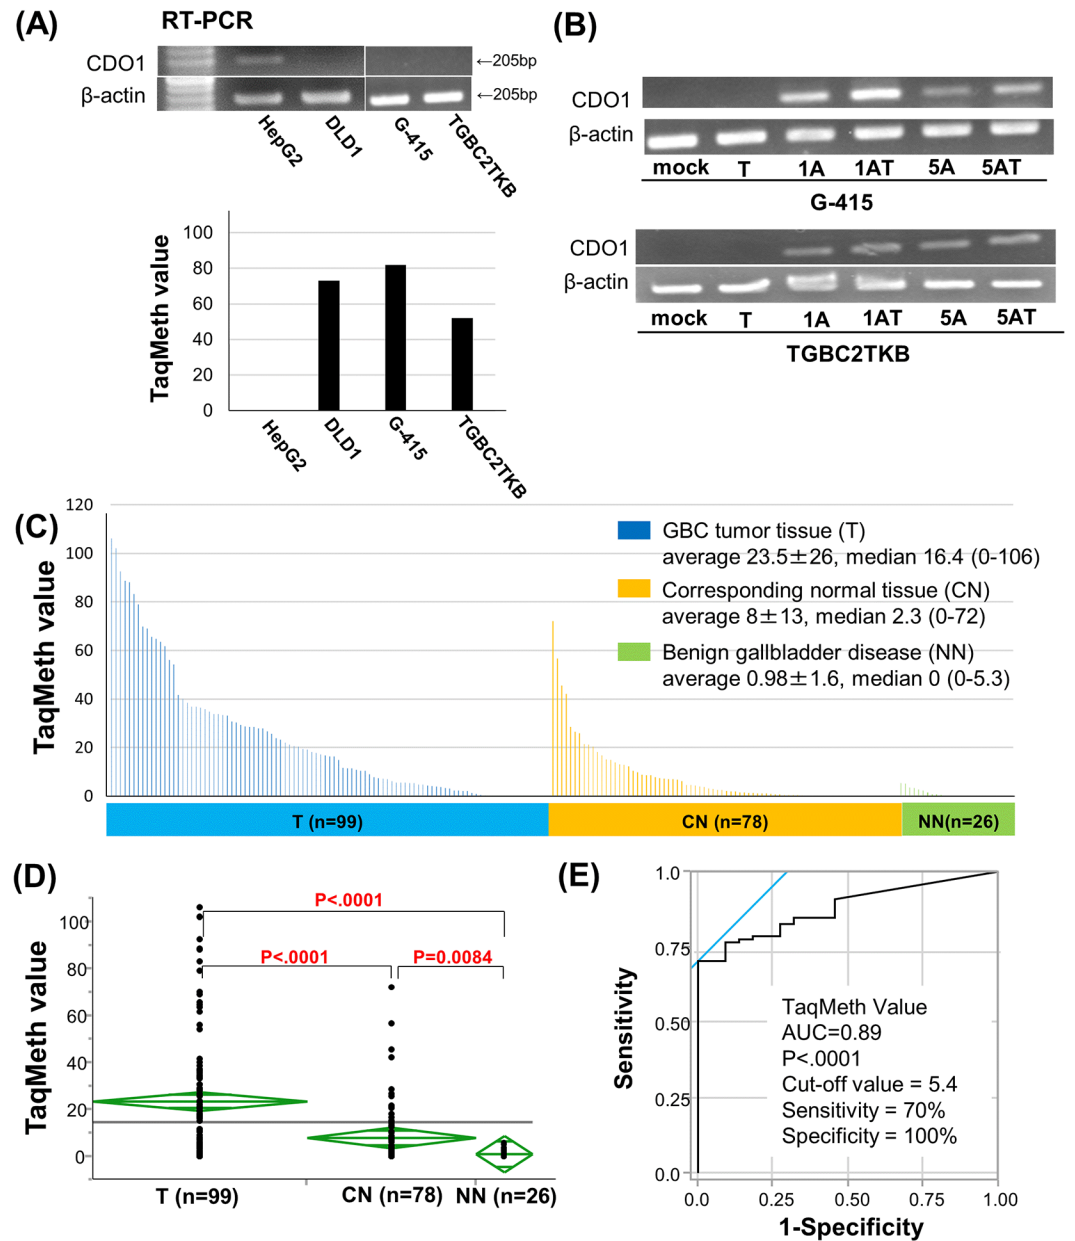 (A)
RT-PCR
CDO1
←205bp
β-actin
←205bp
HepG2
DLD1
G-415
TGBC2TKB
TaqMeth value
100
80
60
40
20
0
HepG2
DLD1
G-415
TGBC2TKB
(B)
CDO1
β-actin
mock T 1A 1AT 5A 5AT
G-415
CDO1
β-actin
mock T 1A 1AT 5A 5AT
TGBC2TKB
(C)
TaqMeth value
120
100
80
60
40
20
0
GBC tumor tissue (T)
average 23.5±26, median 16.4 (0-106)
Corresponding normal tissue (CN)
average 8±13, median 2.3 (0-72)
Benign gallbladder disease (NN)
average 0.98±1.6, median 0 (0-5.3)
T (n=99)
CN (n=78)
NN(n=26)
(D)
TaqMeth value
100
80
60
40
20
0
P<.0001
P<.0001
P=0.0084
T (n=99)
CN (n=78)
NN (n=26)
(E)
Sensitivity
1.0
0.75
0.50
0.25
0.0
TaqMeth Value
AUC=0.89
P<.0001
Cut-off value = 5.4
Sensitivity = 70%
Specificity = 100%
0.0 0.25 0.50 0.75 1.00
1-Specificity